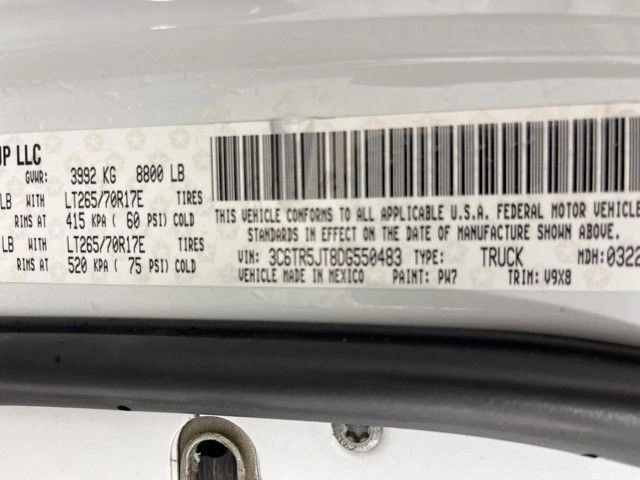 UP LLC
GVWR: 3992 KG 8800 LB
LB WITH LT265/70R17E TIRES
RIMS AT 415 KPA ( 60 PSI) COLD
LB WITH LT265/70R17E TIRES
RIMS AT 520 KPA ( 75 PSI) COLD
THIS VEHICLE CONFORMS TO ALL APPLICABLE U.S.A. FEDERAL MOTOR VEHICLE
STANDARDS IN EFFECT ON THE DATE OF MANUFACTURE SHOWN ABOVE.
VIN: 3C6TR5JT8DG550483 TYPE: TRUCK MDH: 0322
VEHICLE MADE IN MEXICO PAINT: PW7 TRIM: V9X8